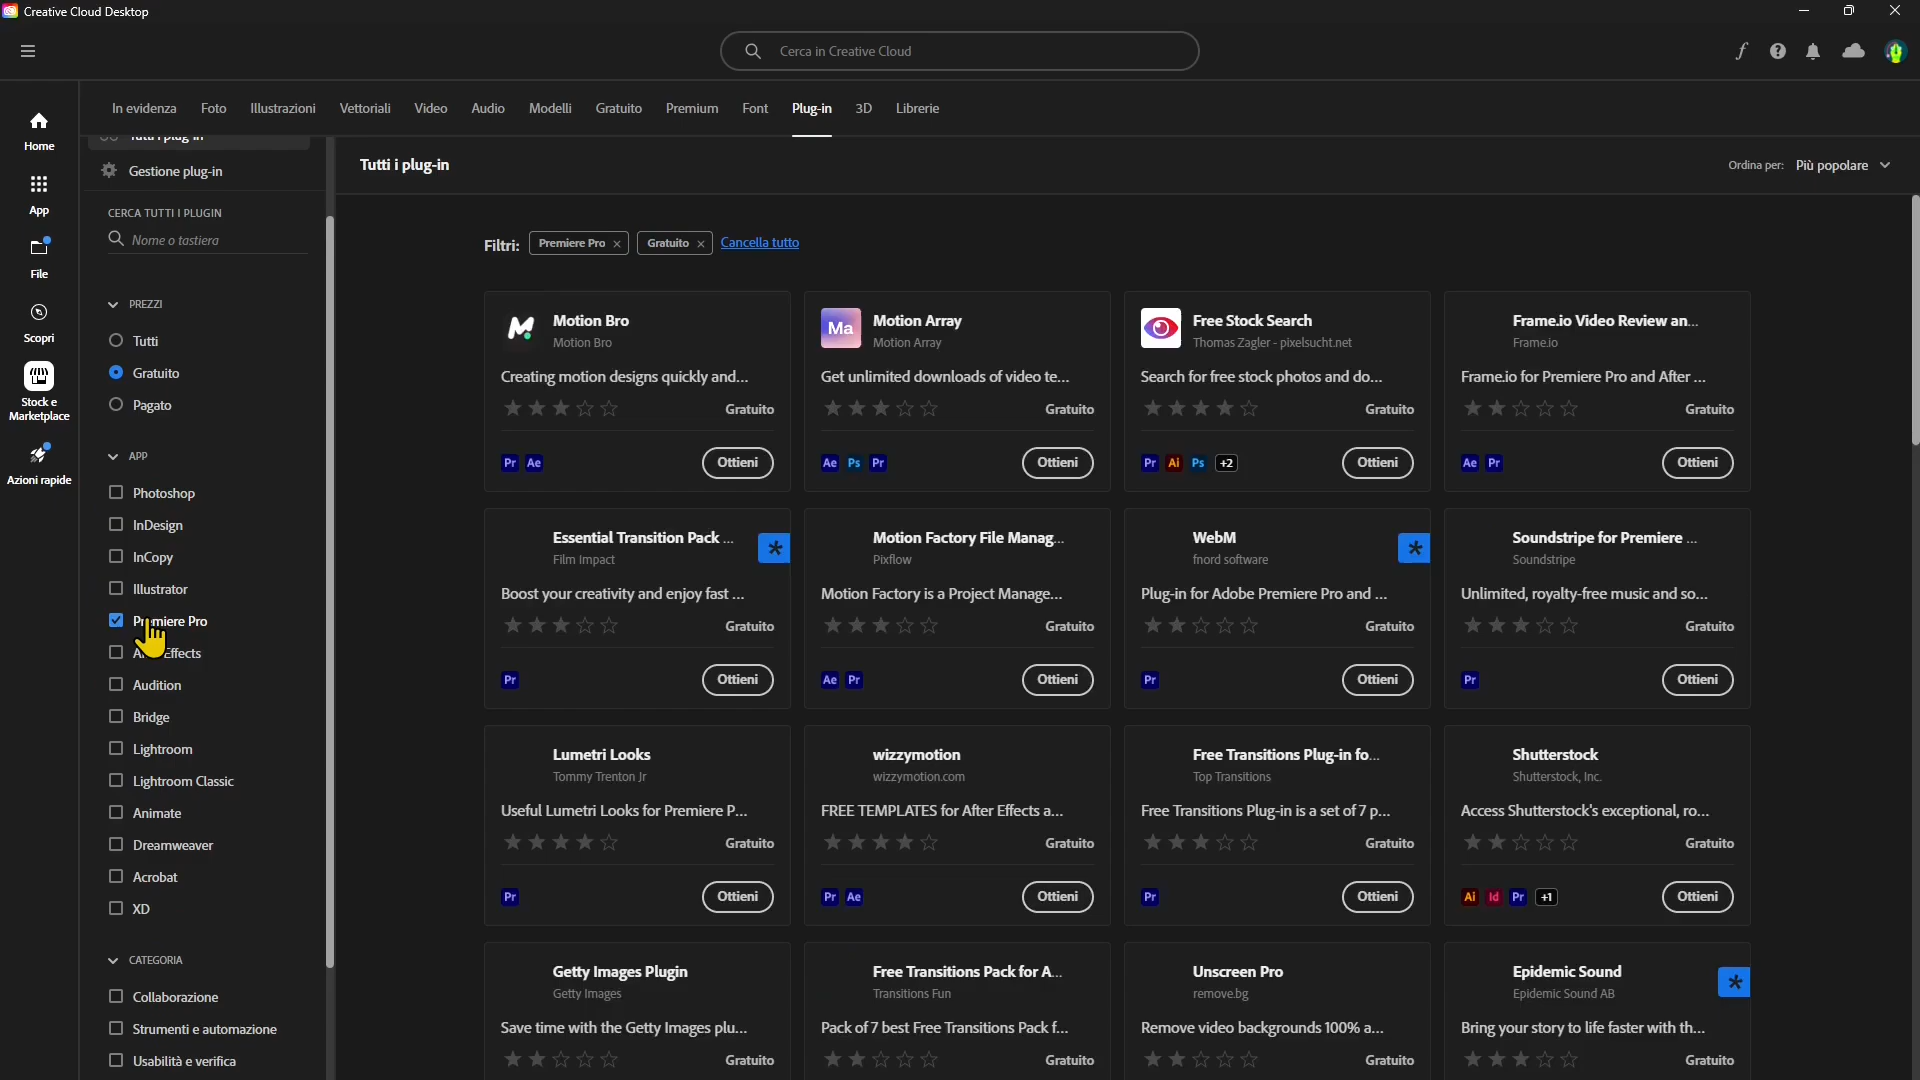 Creative Cloud Desktop
Cerca in Creative Cloud
In evidenza Foto Illustrazioni Vettoriali Video Audio Modelli Gratuito Premium Font Plug-in 3D Librerie
Home
App
File
Scopri
Stock e
Marketplace
Azioni rapide
Tutti i plug-in
Gestione plug-in
CERCA TUTTI I PLUGIN
Nome o tastiera
PREZZI
Tutti
Gratuito
Pagato
APP
Photoshop
InDesign
InCopy
Illustrator
Premiere Pro
Effects
Audition
Bridge
Lightroom
Lightroom Classic
Animate
Dreamweaver
Acrobat
XD
CATEGORIA
Collaborazione
Strumenti e automazione
Usabilità e verifica
Tutti i plug-in
Ordina per: Più popolare
Filtri: Premiere Pro Gratuito Cancella tutto
Motion Bro
Motion Bro
Creating motion designs quickly and...
Gratuito
Pr Ae Ottieni
Ma
Motion Array
Motion Array
Get unlimited downloads of video te...
Gratuito
Ae Ps Pr Ottieni
Free Stock Search
Thomas Zagler - pixelsucht.net
Search for free stock photos and do...
Gratuito
Pr Ai Ps +2 Ottieni
Frame.io Video Review an...
Frame.io
Frame.io for Premiere Pro and After ...
Gratuito
Ae Pr Ottieni
Essential Transition Pack ...
Film Impact
Boost your creativity and enjoy fast ...
Gratuito
Pr Ottieni
Motion Factory File Manag...
Pixflow
Motion Factory is a Project Manage...
Gratuito
Ae Pr Ottieni
WebM
fnord software
Plug-in for Adobe Premiere Pro and ...
Gratuito
Pr Ottieni
Soundstripe for Premiere ...
Soundstripe
Unlimited, royalty-free music and so...
Gratuito
Pr Ottieni
Lumetri Looks
Tommy Trenton Jr
Useful Lumetri Looks for Premiere P...
Gratuito
Pr Ottieni
wizzymotion
wizzymotion.com
FREE TEMPLATES for After Effects a...
Gratuito
Pr Ae Ottieni
Free Transitions Plug-in fo...
Top Transitions
Free Transitions Plug-in is a set of 7 p...
Gratuito
Pr Ottieni
Shutterstock
Shutterstock, Inc.
Access Shutterstock's exceptional, ro...
Gratuito
Ai Id Pr +1 Ottieni
Getty Images Plugin
Getty Images
Save time with the Getty Images plu...
Gratuito
Free Transitions Pack for A...
Transitions Fun
Pack of 7 best Free Transitions Pack f...
Gratuito
Unscreen Pro
remove.bg
Remove video backgrounds 100% a...
Gratuito
Epidemic Sound
Epidemic Sound AB
Bring your story to life faster with th...
Gratuito